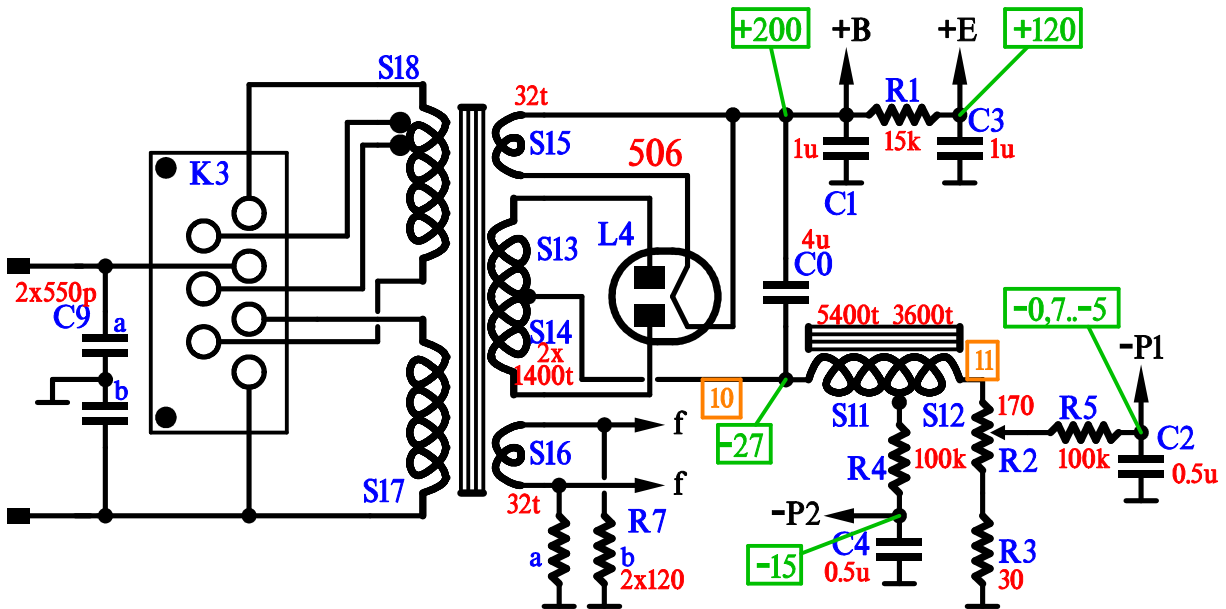 +200
+B
+E
+120
S18
32t
R1
C3
S15
506
1u
15k
1u
K3
C1
S13
L4
4u
C0
2x550p
C9
a
S14
2x
1400t
5400t
3600t
-0,7..-5
-P1
11
10
b
S11
S12
170
R5
C2
f
-27
S16
R4
100k
R2
100k
0.5u
S17
f
32t
R7
-P2
a
b
2x120
-15
C4
0.5u
R3
30